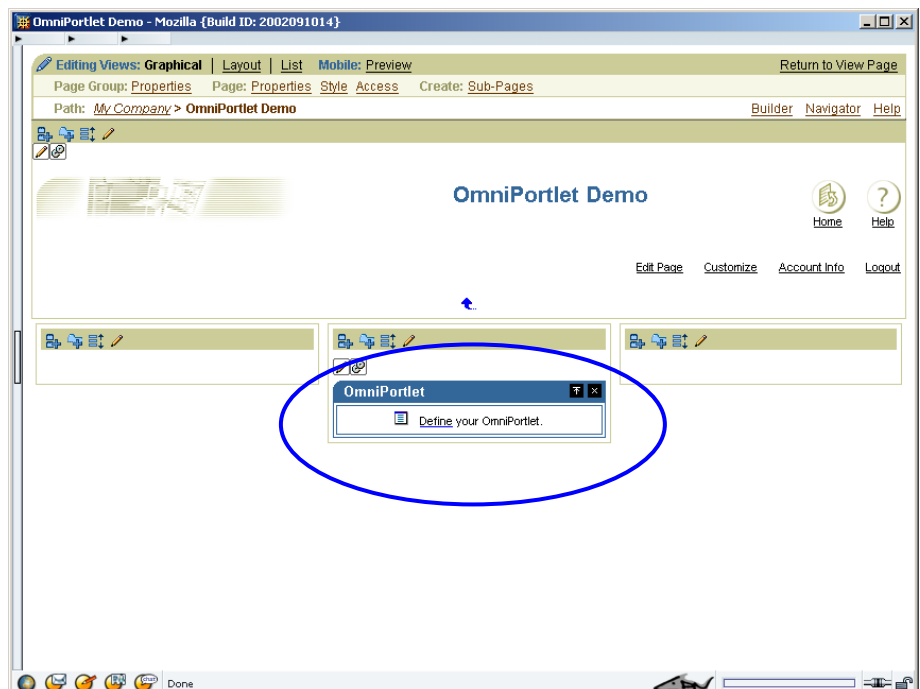 OmniPortlet Demo - Mozilla {Build ID: 2002091014}
Editing Views: Graphical | Layout | List Mobile: Preview Return to View Page
Page Group: Properties Page: Properties Style Access Create: Sub-Pages
Path: My Company > OmniPortlet Demo Builder Navigator Help
OmniPortlet Demo
Home Help
Edit Page Customize Account Info Logout
OmniPortlet
Define your OmniPortlet.
Done